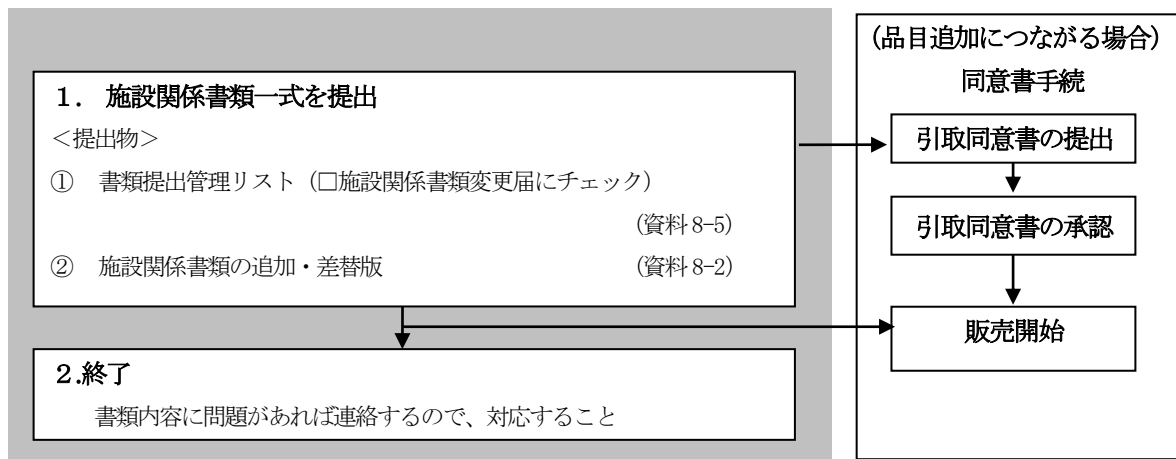 １． 施設関係書類一式を提出
＜提出物＞
① 書類提出管理リスト（□施設関係書類変更届にチェック）
（資料 8-5）
② 施設関係書類の追加・差替版 （資料 8-2）
２.終了
書類内容に問題があれば連絡するので、対応すること
（品目追加につながる場合）
同意書手続
引取同意書の提出
引取同意書の承認
販売開始